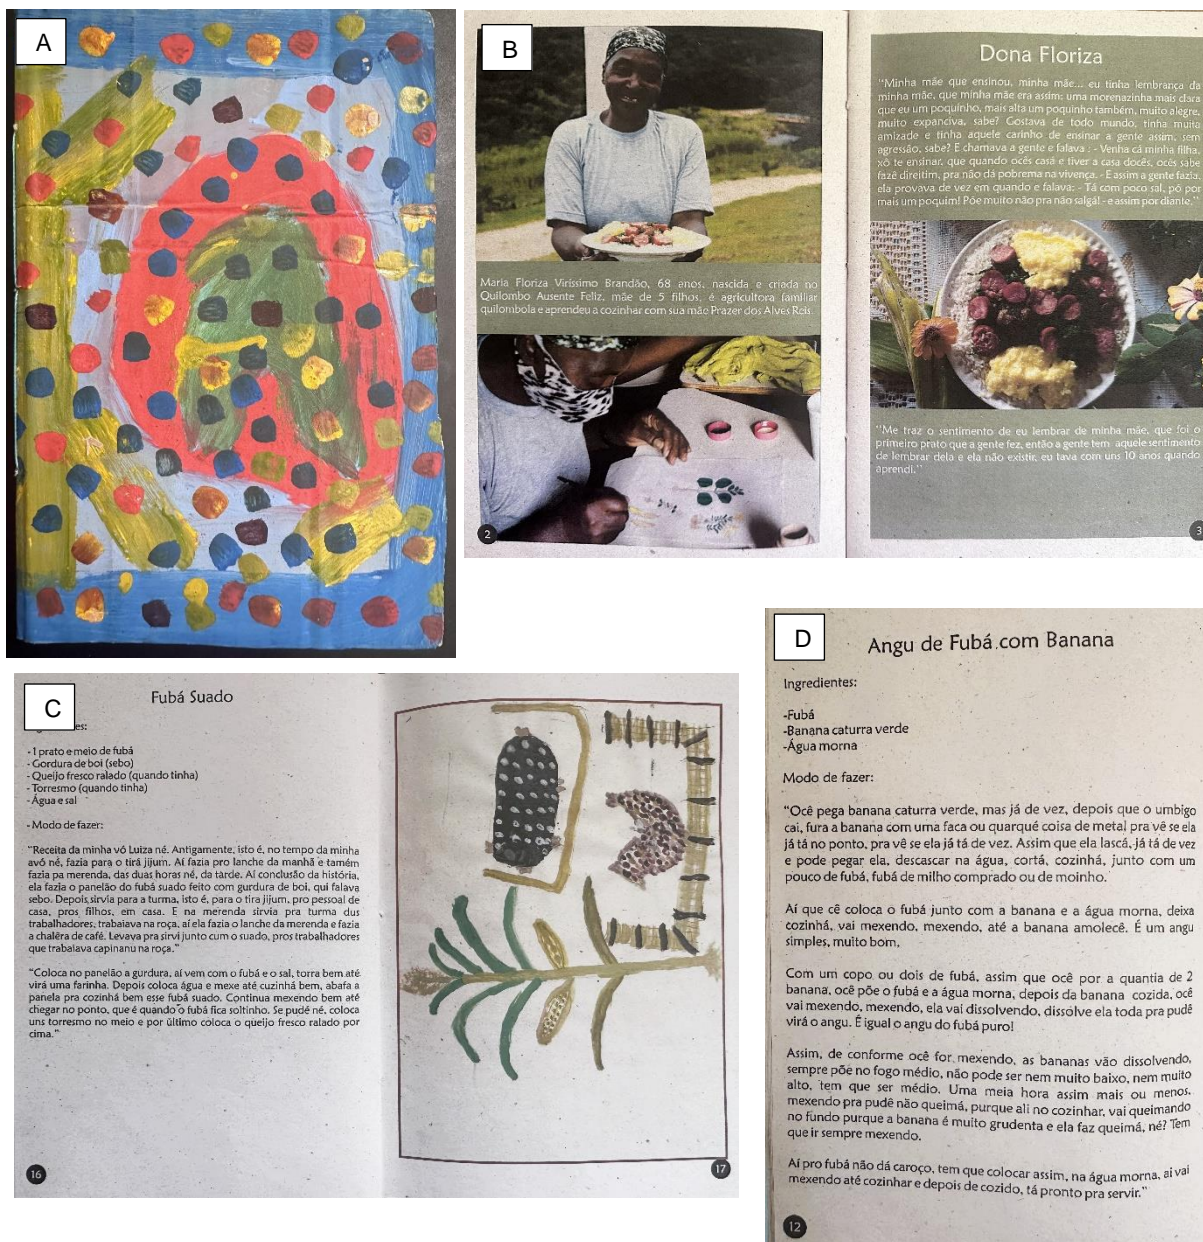 A
B
Maria Floriza Viríssimo Brandão, 68 anos, nascida e criada no
Quilombo Ausente Feliz, mãe de 5 filhos, é agricultora familiar
quilombola e aprendeu a cozinhar com sua mãe Prazer dos Alves Reis.
2
Dona Floriza
“Minha mãe que ensinou, minha mãe... eu tinha lembrança da
minha mãe, que minha mãe era assim: uma morenazinha mais clara
que eu um poquinho, mais alta um poquinho também, muito alegre,
muito expanciva, sabe? Gostava de todo mundo, tinha muita
amizade e tinha aquele carinho de ensinar a gente assim, sem
agressão, sabe? E chamava a gente e falava : - Venha cá minha filha,
xô te ensinar, que quando ocês casá e tiver a casa docês, ocês sabe
fazê direitim, pra não dá pobrema na vivença. - E assim a gente fazia,
ela provava de vez em quando e falava: - Tá com poco sal, pô por
mais um poquim! Põe muito não pra não salgá! - e assim por diante.”
“Me traz o sentimento de eu lembrar de minha mãe, que foi o
primeiro prato que a gente fez, então a gente tem aquele sentimento
de lembrar dela e ela não existir, eu tava com uns 10 anos quando
aprendi.”
3
C
Fubá Suado
es:
- 1 prato e meio de fubá
- Gordura de boi (sebo)
- Queijo fresco ralado (quando tinha)
- Torresmo (quando tinha)
- Água e sal
- Modo de fazer:
“Receita da minha vó Luiza né. Antigamente, isto é, no tempo da minha
avó né, fazia para o tirá jijum. Aí fazia pro lanche da manhã e tamém
fazia pa merenda, das duas horas né, da tarde. Aí conclusão da história,
ela fazia o panelão do fubá suado feito com gurdura de boi, qui falava
sebo. Depois sirvia para a turma, isto é, para o tira jijum, pro pessoal de
casa, pros filhos, em casa. E na merenda sirvia pra turma dus
trabalhadores, trabaiava na roça, aí ela fazia o lanche da merenda e fazia
a chalêra de café. Levava pra sirvi junto cum o suado, pros trabalhadores
que trabaiava capinanu na roça.”
“Coloca no panelão a gurdura, aí vem com o fubá e o sal, torra bem até
virá uma farinha. Depois coloca água e mexe até cuzinhá bem, abafa a
panela pra cozinhá bem esse fubá suado. Continua mexendo bem até
chegar no ponto, que é quando o fubá fica soltinho. Se pudé né, coloca
uns torresmo no meio e por último coloca o queijo fresco ralado por
cima.”
16
17
D
Angu de Fubá com Banana
Ingredientes:
-Fubá
-Banana caturra verde
-Água morna
Modo de fazer:
“Ocê pega banana caturra verde, mas já de vez, depois que o umbigo
cai, fura a banana com uma faca ou quarqué coisa de metal pra vê se ela
já tá no ponto, pra vê se ela já tá de vez. Assim que ela lascá, já tá de vez
e pode pegar ela, descascar na água, cortá, cozinhá, junto com um
pouco de fubá, fubá de milho comprado ou de moinho.
Aí que cê coloca o fubá junto com a banana e a água morna, deixa
cozinhá, vai mexendo, mexendo, até a banana amolecê. É um angu
simples, muito bom.
Com um copo ou dois de fubá, assim que ocê por a quantia de 2
banana, ocê põe o fubá e a água morna, depois da banana cozida, ocê
vai mexendo, mexendo, ela vai dissolvendo, dissolve ela toda pra pudê
virá o angu. É igual o angu do fubá puro!
Assim, de conforme ocê for mexendo, as bananas vão dissolvendo,
sempre põe no fogo médio, não pode ser nem muito baixo, nem muito
alto, tem que ser médio. Uma meia hora assim mais ou menos,
mexendo pra pudê não queimá, purque ali no cozinhar, vai queimando
no fundo purque a banana é muito grudenta e ela faz queimá, né? Tem
que ir sempre mexendo.
Aí pro fubá não dá caroço, tem que colocar assim, na água morna, aí vai
mexendo até cozinhar e depois de cozido, tá pronto pra servir.”
12